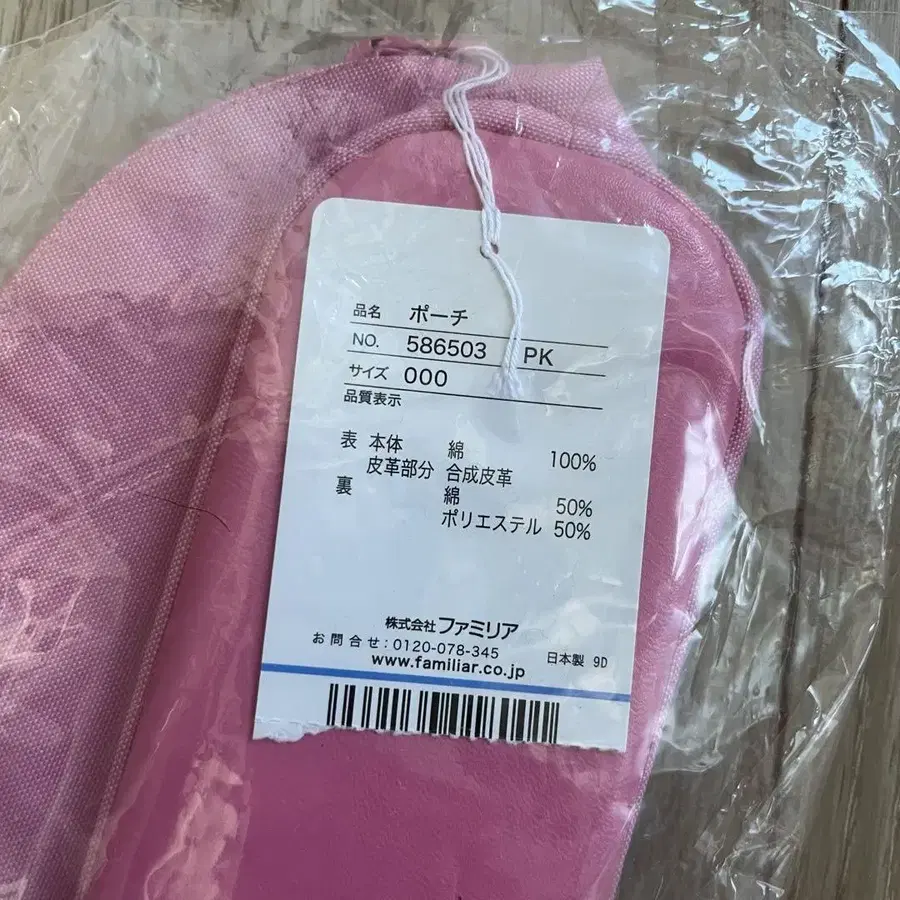 品名 ポーチ
NO. 586503 PK
サイズ 000
品質表示
表 本体 綿 100%
皮革部分 合成皮革
裏 綿 50%
ポリエステル 50%
株式会社ファミリア
お問合せ:0120-078-345 日本製 9D
www.familiar.co.jp